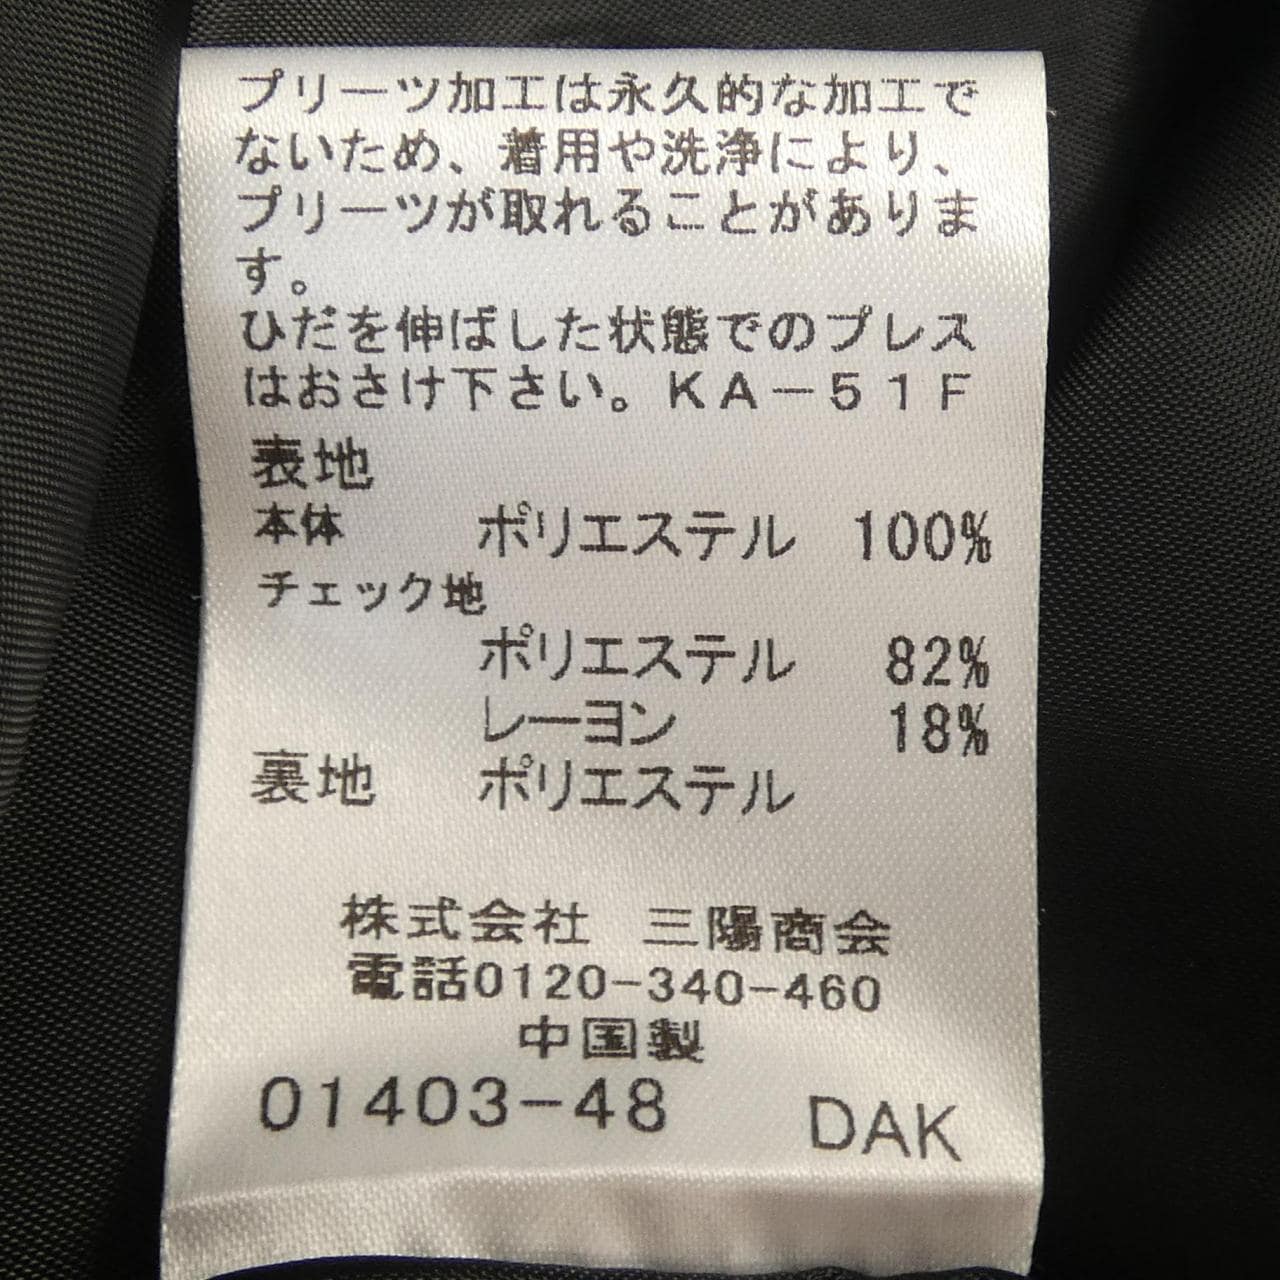 プリーツ加工は永久的な加工で
ないため、着用や洗浄により、
プリーツが取れることがありま
す。
ひだを伸ばした状態でのプレス
はおさけ下さい。KA－51F
表地
本体 ポリエステル 100%
チェック地
ポリエステル 82%
レーヨン 18%
裏地 ポリエステル
株式会社 三陽商会
電話0120-340-460
中国製
01403-48 DAK